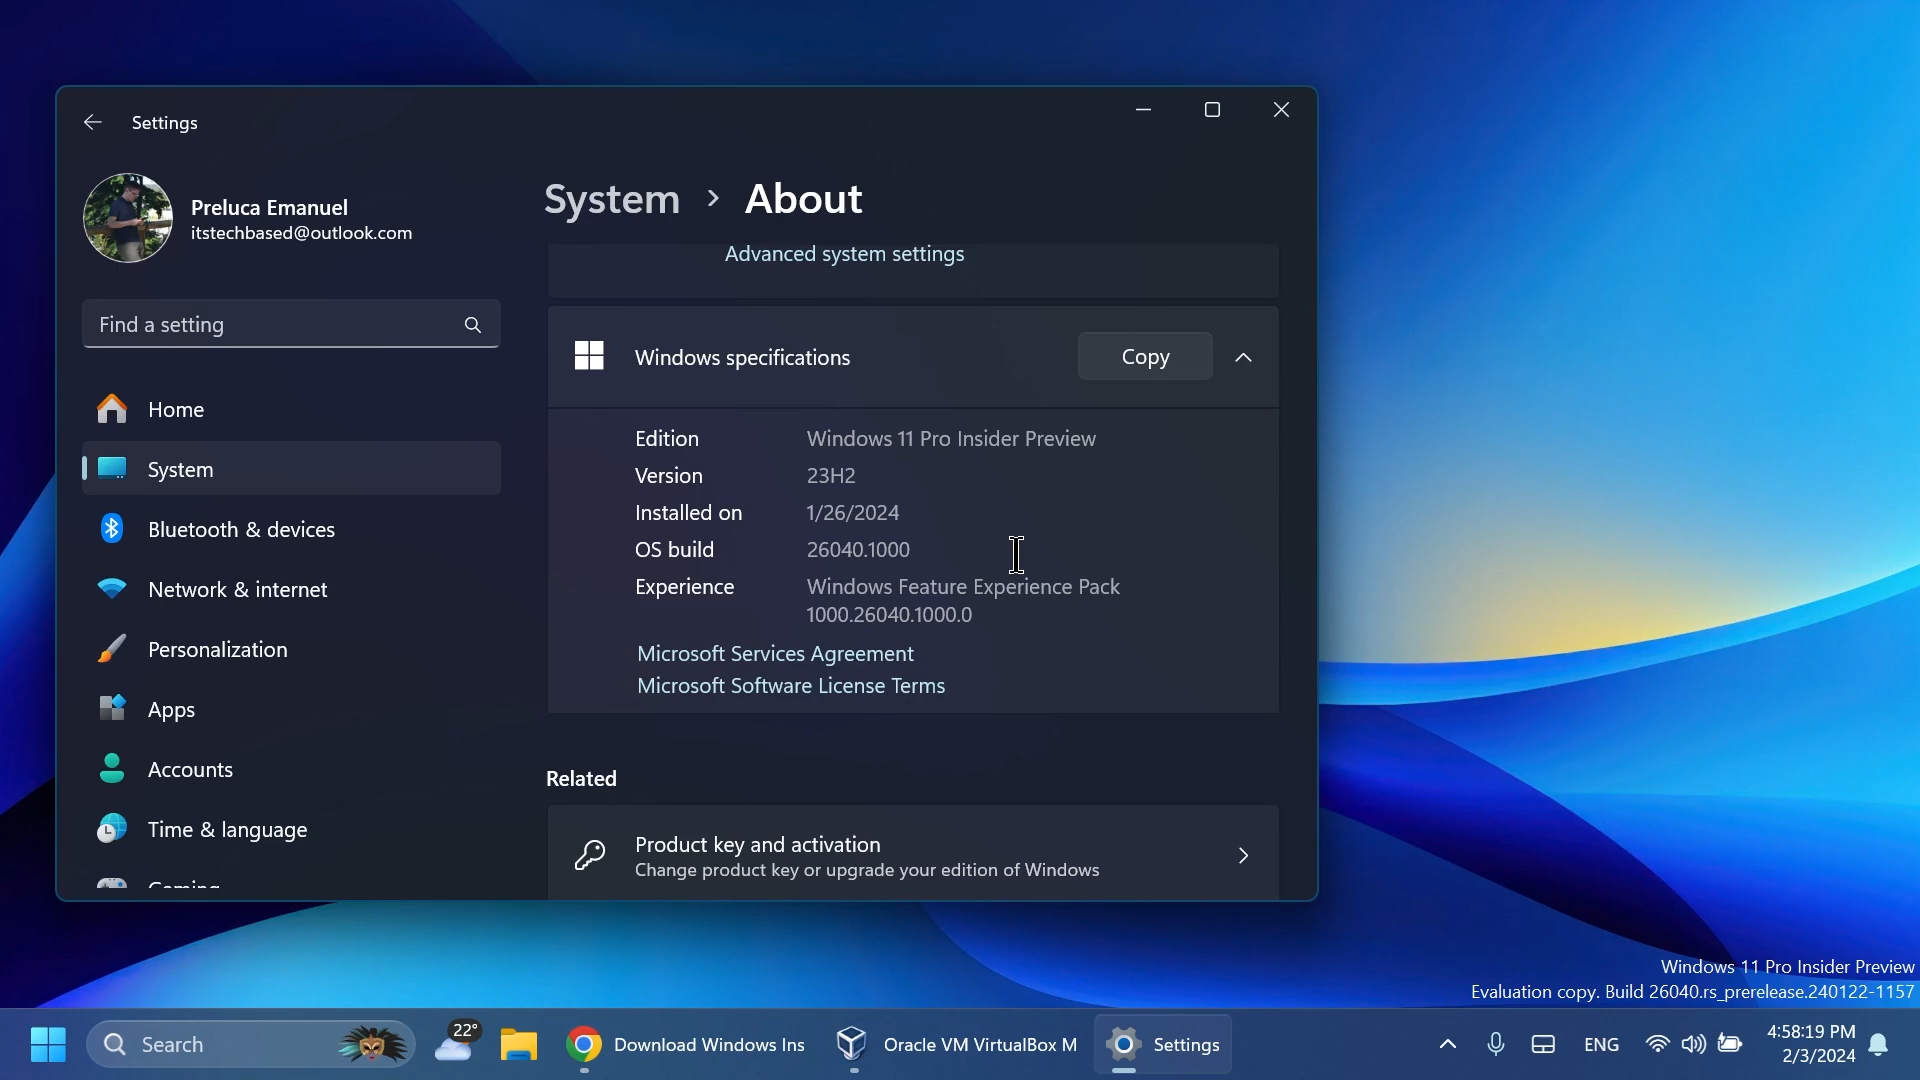 Settings
Preluca Emanuel
itstechbased@outlook.com
Find a setting
Home
System
Bluetooth & devices
Network & internet
Personalization
Apps
Accounts
Time & language
Gaming
System > About
Advanced system settings
Windows specifications
Copy
Edition Windows 11 Pro Insider Preview
Version 23H2
Installed on 1/26/2024
OS build 26040.1000
Experience Windows Feature Experience Pack
1000.26040.1000.0
Microsoft Services Agreement
Microsoft Software License Terms
Related
Product key and activation
Change product key or upgrade your edition of Windows
Windows 11 Pro Insider Preview
Evaluation copy. Build 26040.rs_prerelease.240122-1157
Search
22°
Download Windows Ins
Oracle VM VirtualBox M
Settings
ENG
4:58:19 PM
2/3/2024